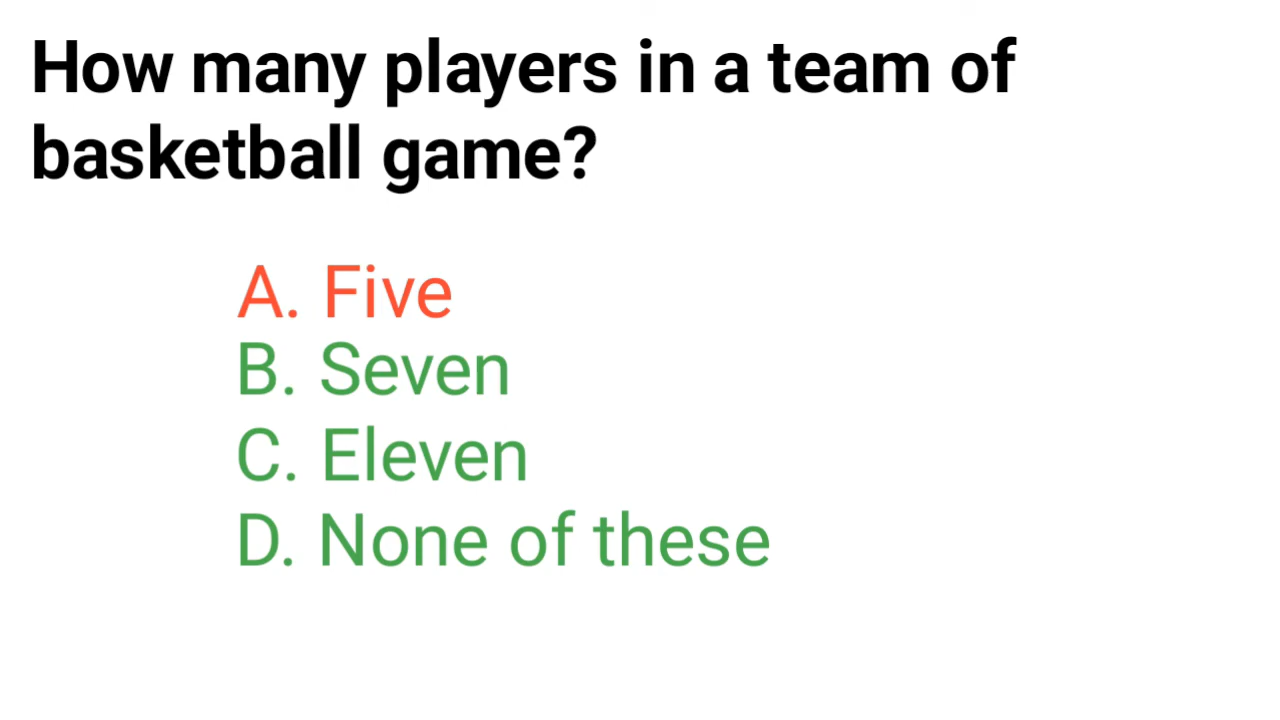 How many players in a team of
basketball game?
A. Five
B. Seven
C. Eleven
D. None of these